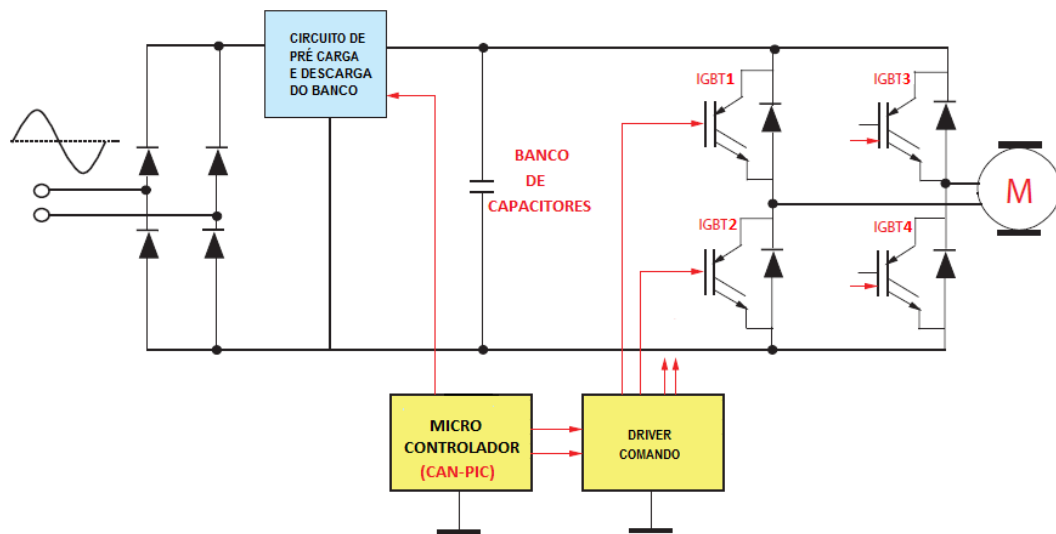 CIRCUITO DE
PRÉ CARGA
E DESCARGA
DO BANCO
IGBT1
IGBT3
BANCO
DE
CAPACITORES
M
IGBT2
IGBT4
MICRO
CONTROLADOR
(CAN-PIC)
DRIVER
COMANDO